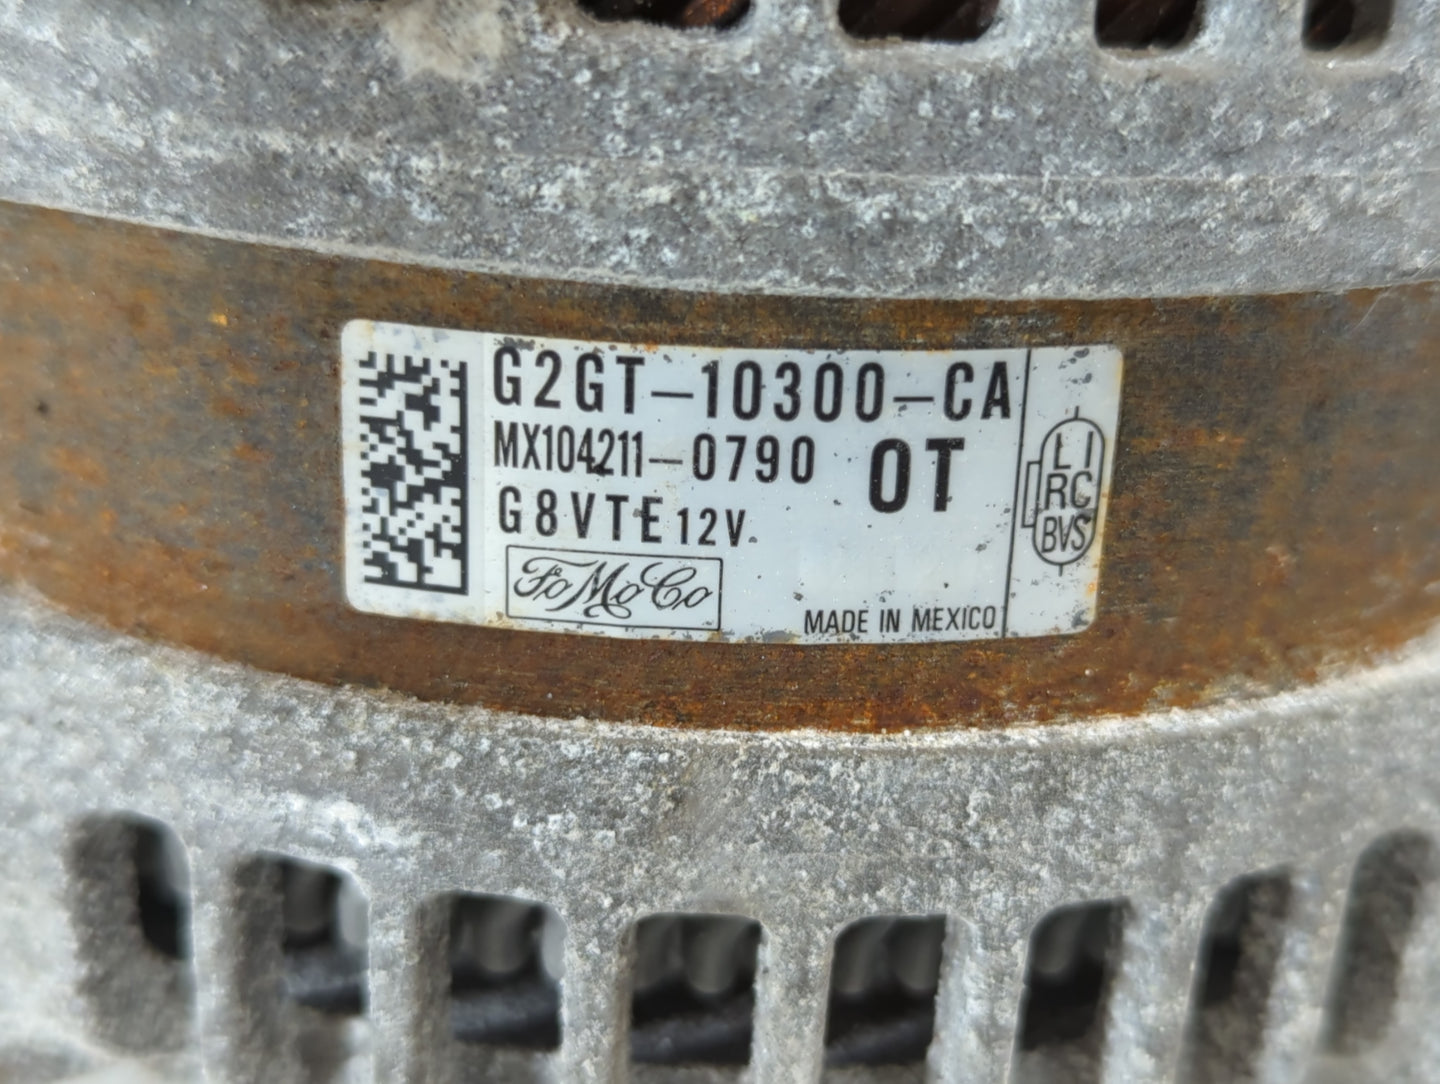 G2GT-10300-CA
MX104211-0790 OT
G8VTE 12V
FoMoCo
MADE IN MEXICO
LI
RC
BVS